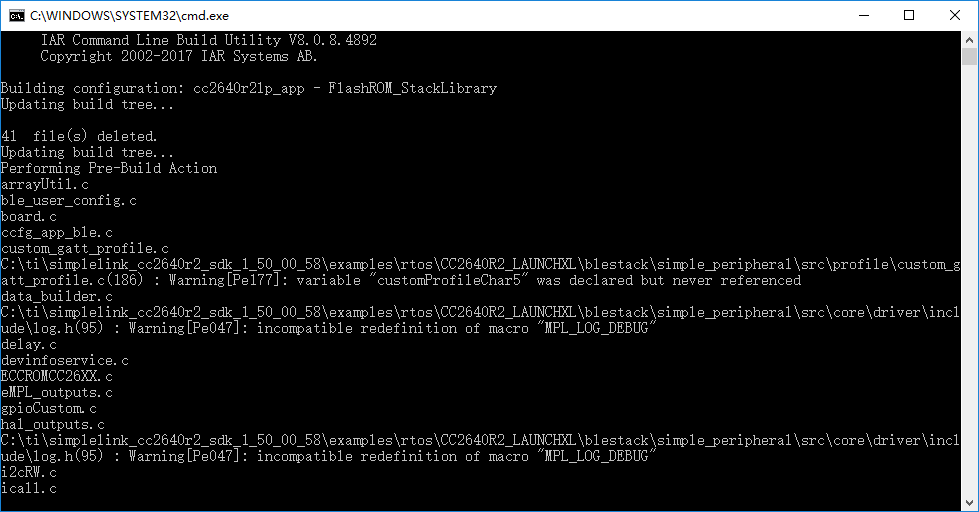 C:\WINDOWS\SYSTEM32\cmd.exe
IAR Command Line Build Utility V8.0.8.4892
Copyright 2002-2017 IAR Systems AB.
Building configuration: cc2640r2lp_app - FlashROM_StackLibrary
Updating build tree...
41  file(s) deleted.
Updating build tree...
Performing Pre-Build Action
arrayUtil.c
ble_user_config.c
board.c
ccfg_app_ble.c
custom_gatt_profile.c
C:\ti\simplelink_cc2640r2_sdk_1_50_00_58\examples\rtos\CC2640R2_LAUNCHXL\blestack\simple_peripheral\src\profile\custom_g
att_profile.c(186) : Warning[Pe177]: variable "customProfileChar5" was declared but never referenced
data_builder.c
C:\ti\simplelink_cc2640r2_sdk_1_50_00_58\examples\rtos\CC2640R2_LAUNCHXL\blestack\simple_peripheral\src\core\driver\incl
ude\log.h(95) : Warning[Pe047]: incompatible redefinition of macro "MPL_LOG_DEBUG"
delay.c
devinfoservice.c
ECCROMCC26XX.c
eMPL_outputs.c
gpioCustom.c
hal_outputs.c
C:\ti\simplelink_cc2640r2_sdk_1_50_00_58\examples\rtos\CC2640R2_LAUNCHXL\blestack\simple_peripheral\src\core\driver\incl
ude\log.h(95) : Warning[Pe047]: incompatible redefinition of macro "MPL_LOG_DEBUG"
i2cRW.c
icall.c